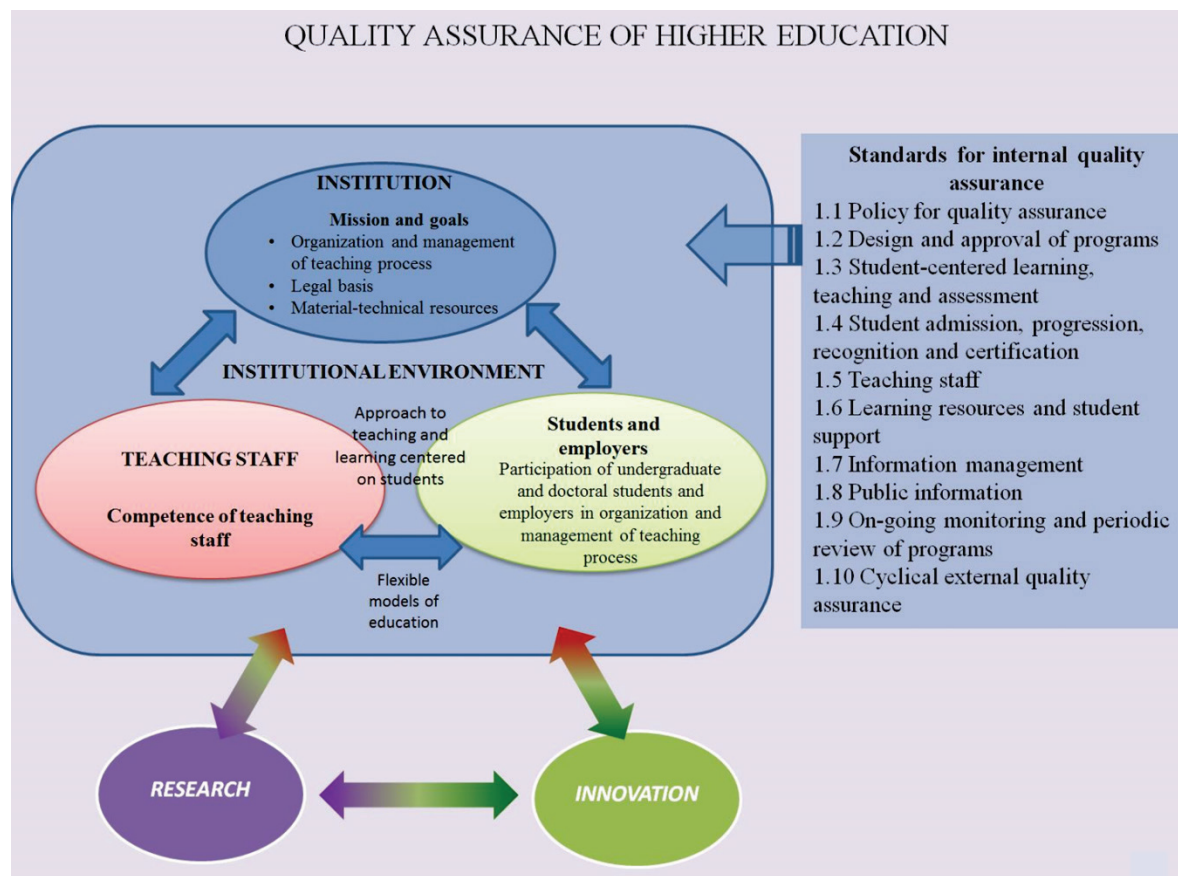 QUALITY ASSURANCE OF HIGHER EDUCATION
INSTITUTION
Mission and goals
• Organization and management
of teaching process
• Legal basis
• Material-technical resources
INSTITUTIONAL ENVIRONMENT
TEACHING STAFF
Competence of teaching
staff
Approach to
teaching and
learning centered
on students
Students and
employers
Participation of undergraduate
and doctoral students and
employers in organization and
management of teaching
process
Flexible
models of
education
RESEARCH
INNOVATION
Standards for internal quality
assurance
1.1 Policy for quality assurance
1.2 Design and approval of programs
1.3 Student-centered learning,
teaching and assessment
1.4 Student admission, progression,
recognition and certification
1.5 Teaching staff
1.6 Learning resources and student
support
1.7 Information management
1.8 Public information
1.9 On-going monitoring and periodic
review of programs
1.10 Cyclical external quality
assurance